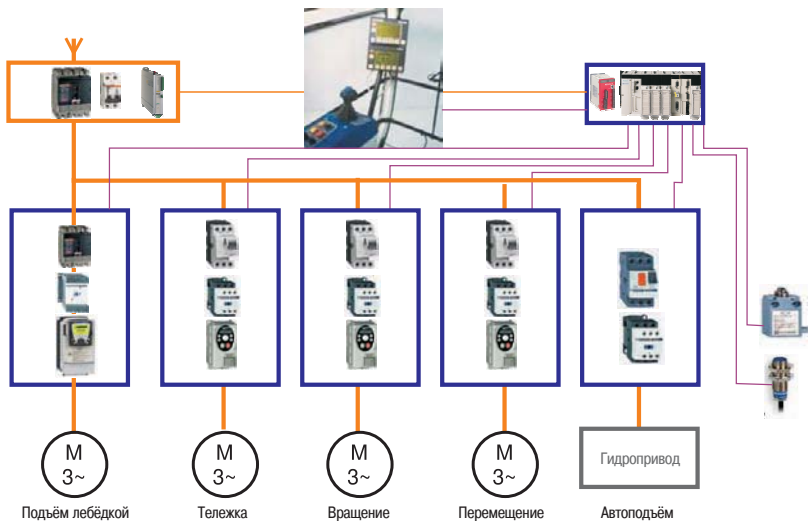 M
3~
M
3~
M
3~
M
3~
Гидропривод
Подъём лебёдкой
Тележка
Вращение
Перемещение
Автоподъём